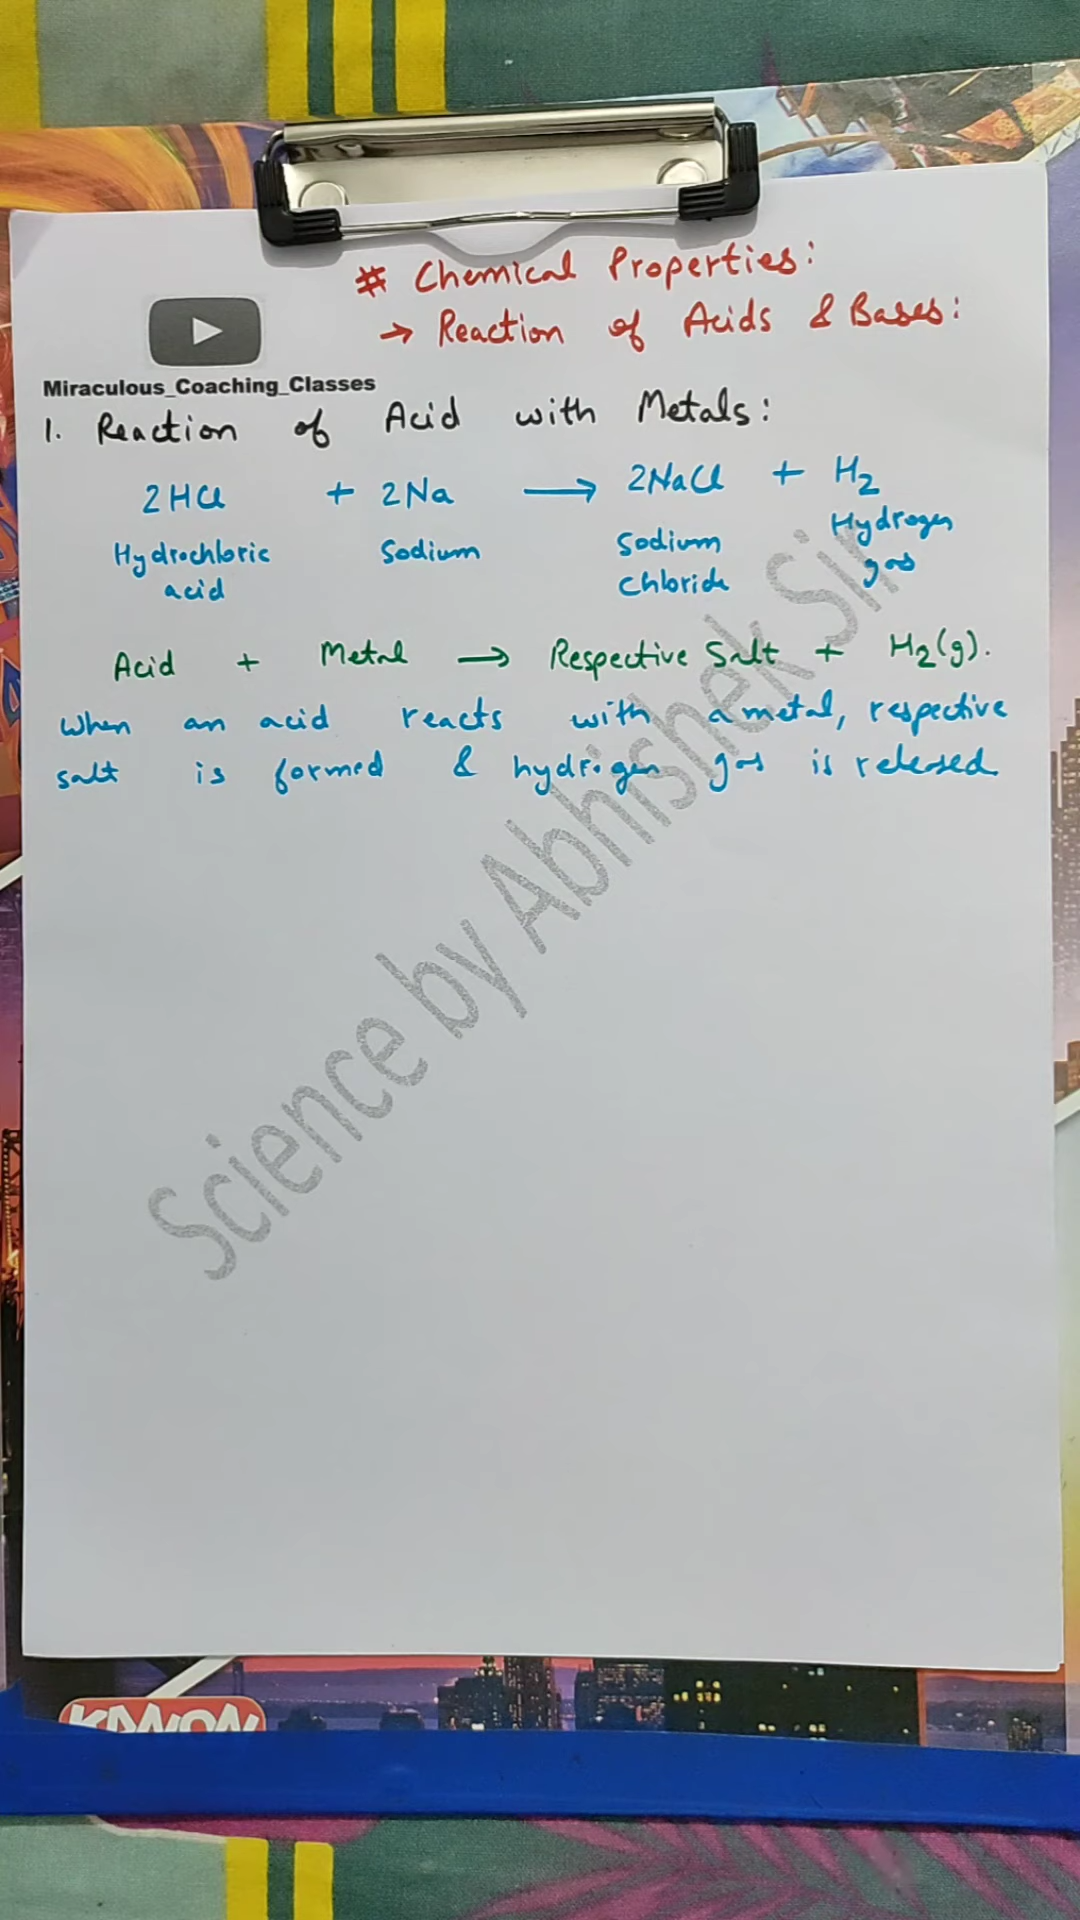 # Chemical Properties:
→ Reaction of Acids & Bases:
Miraculous_Coaching_Classes
1. Reaction of Acid with Metals:
2HCl + 2Na ⟶ 2NaCl + H₂
Hydrochloric acid Sodium Sodium chloride Hydrogen gas
Acid + Metal ⟶ Respective Salt + H₂(g).
When an acid reacts with a metal, respective
salt is formed & hydrogen gas is released
Science by Abhishek Sir